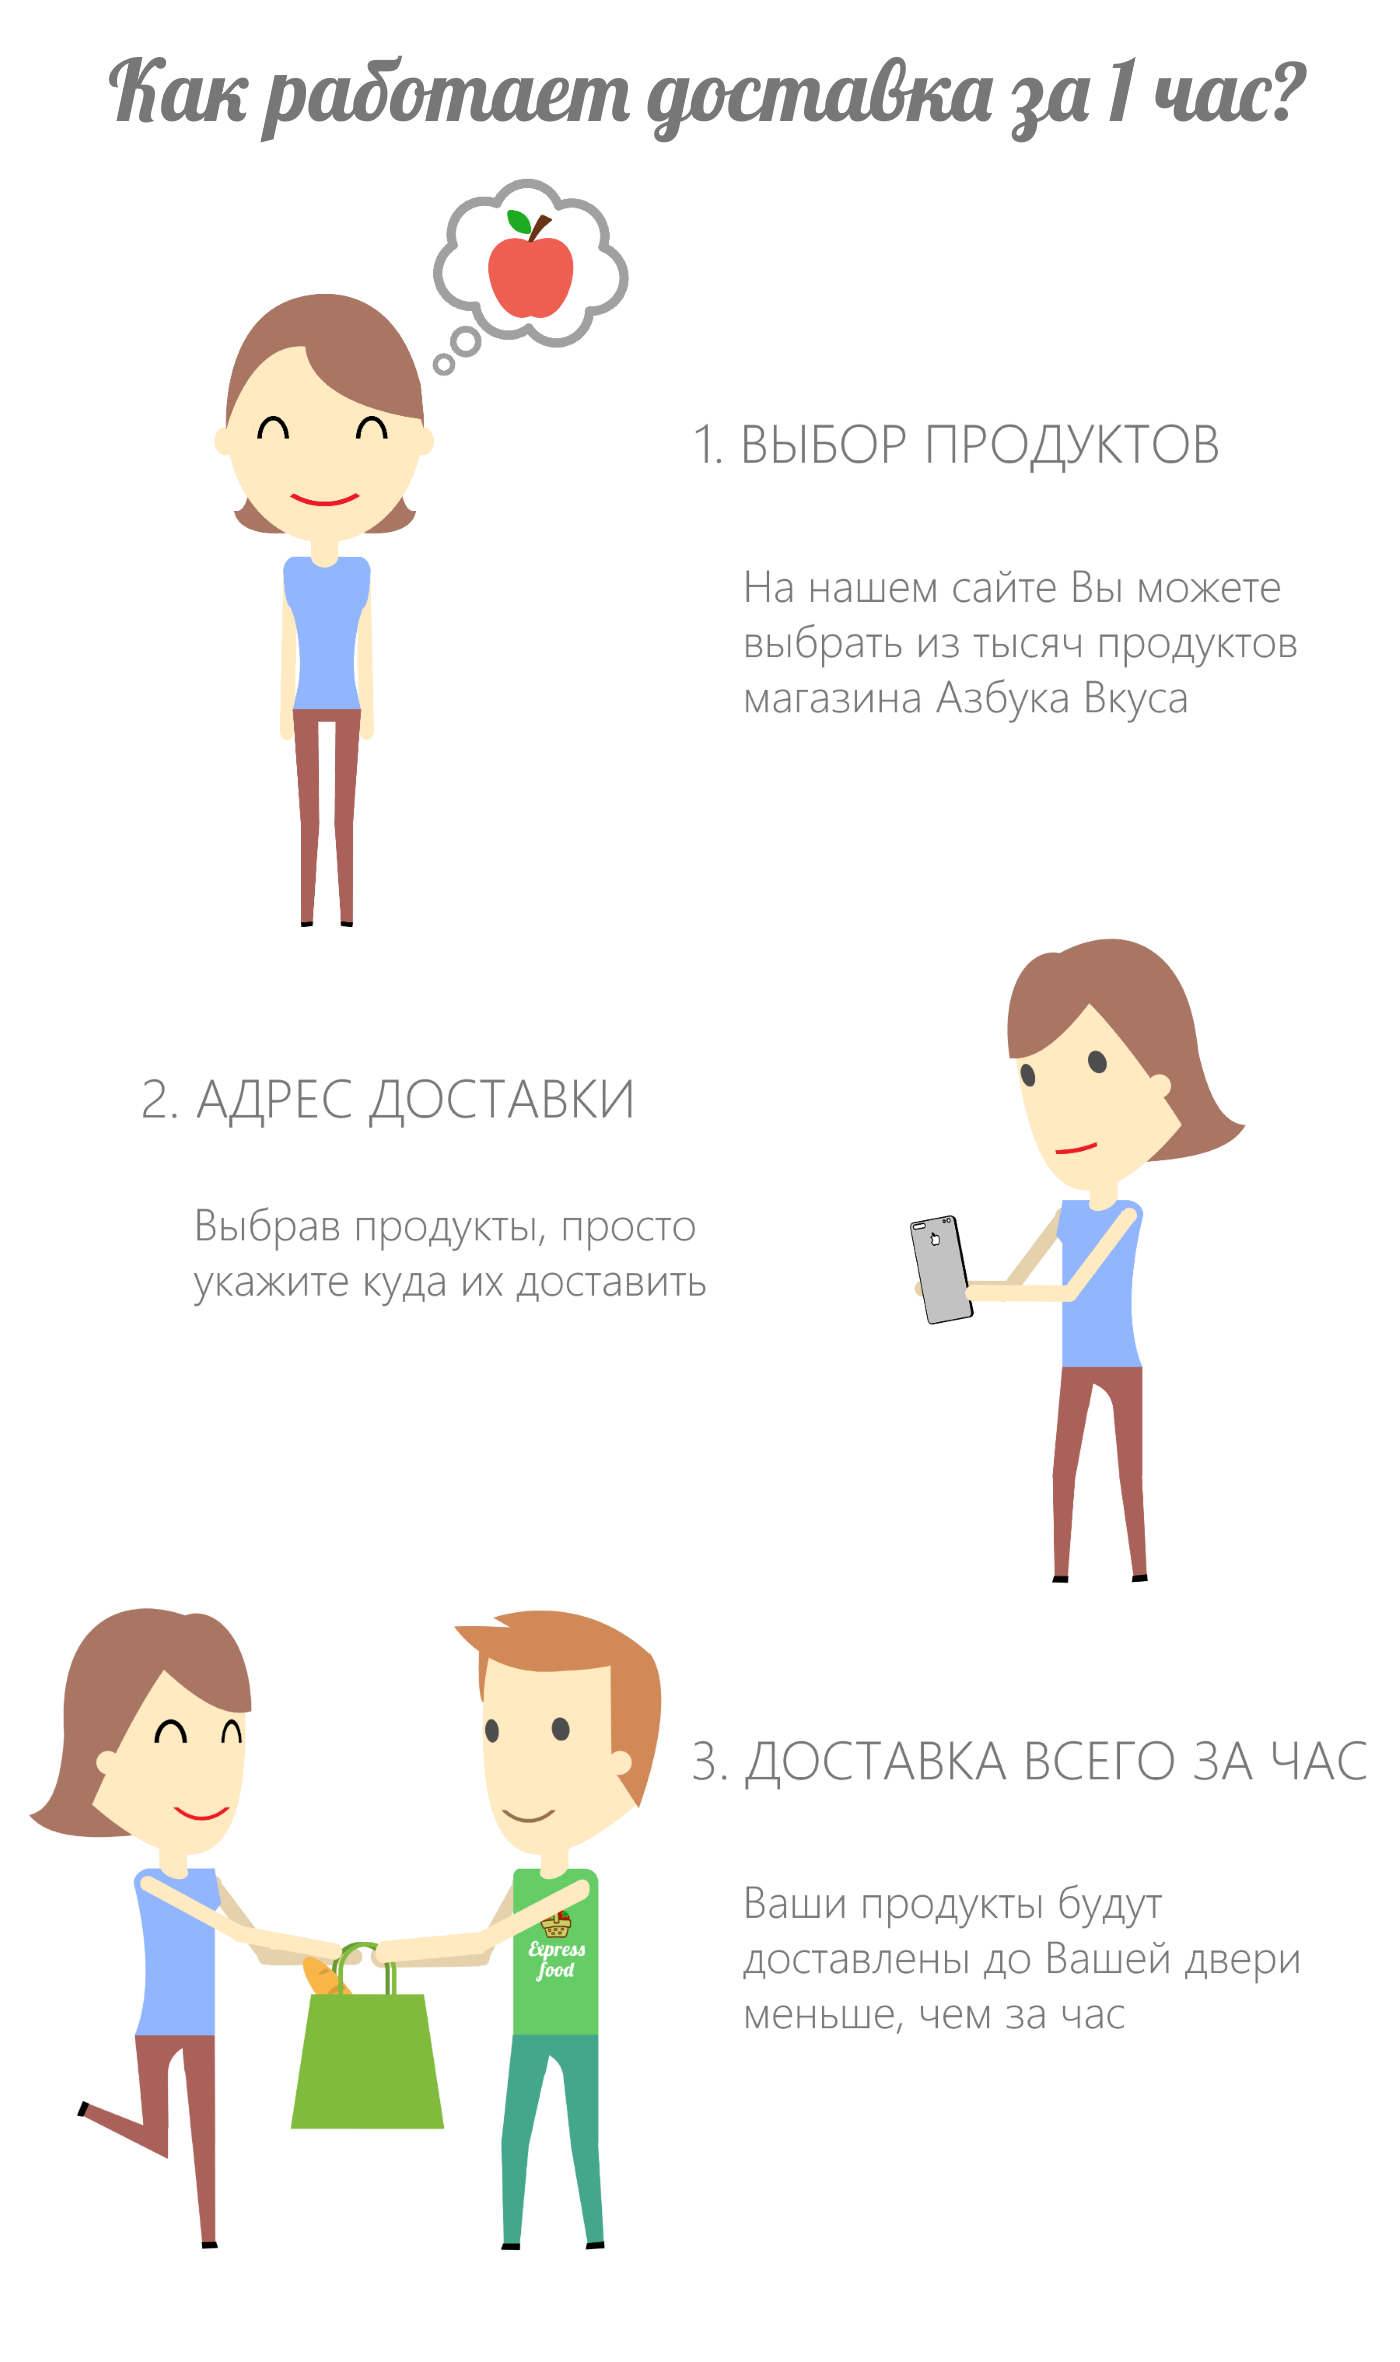 Как работает доставка за 1 час?
1. ВЫБОР ПРОДУКТОВ
На нашем сайте Вы можете
выбрать из тысяч продуктов
магазина Азбука Вкуса
2. АДРЕС ДОСТАВКИ
Выбрав продукты, просто
укажите куда их доставить
3. ДОСТАВКА ВСЕГО ЗА ЧАС
Ваши продукты будут
доставлены до Вашей двери
меньше, чем за час
Express
food